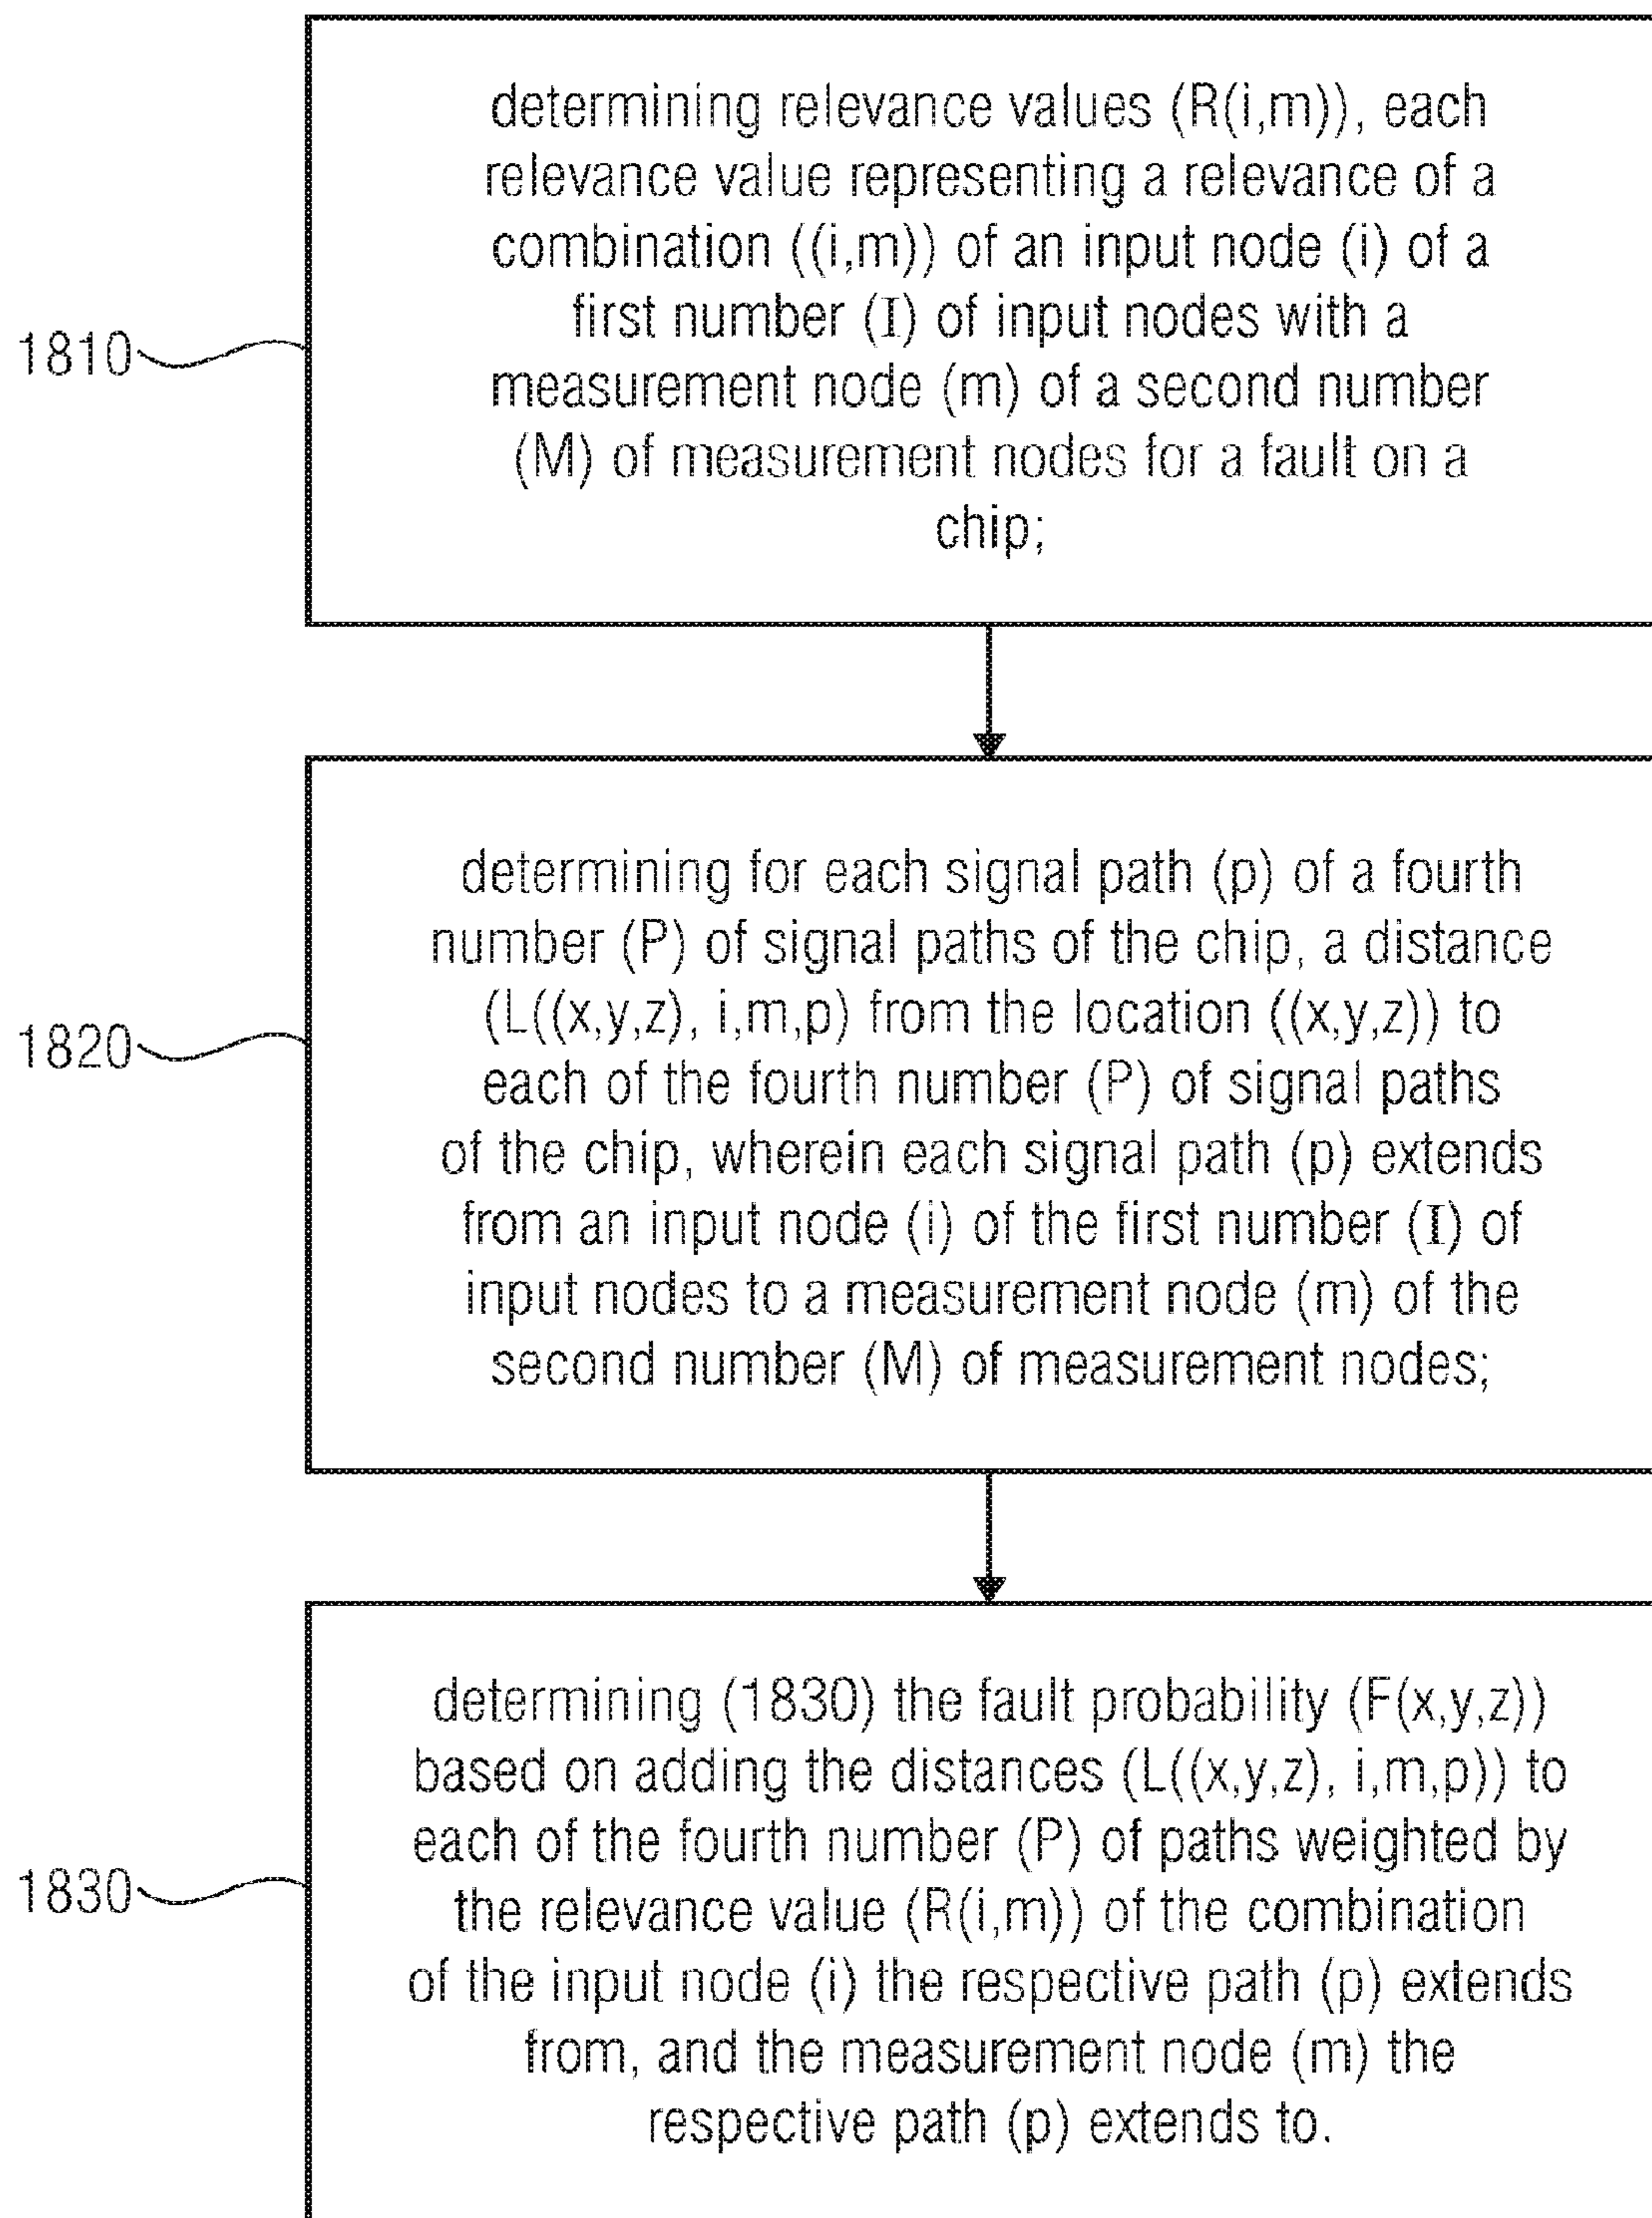 determining relevance values (R(i,m)), each
relevance value representing a relevance of a
combination ((i,m)) of an input node (i) of a
first number (I) of input nodes with a
measurement node (m) of a second number
(M) of measurement nodes for a fault on a
chip;
1810
determining for each signal path (p) of a fourth
number (P) of signal paths of the chip, a distance
(L((x,y,z), i,m,p) from the location ((x,y,z)) to
each of the fourth number (P) of signal paths
of the chip, wherein each signal path (p) extends
from an input node (i) of the first number (I) of
input nodes to a measurement node (m) of the
second number (M) of measurement nodes;
1820
determining (1830) the fault probability (F(x,y,z))
based on adding the distances (L((x,y,z), i,m,p)) to
each of the fourth number (P) of paths weighted by
the relevance value (R(i,m)) of the combination
of the input node (i) the respective path (p) extends
from, and the measurement node (m) the
respective path (p) extends to.
1830